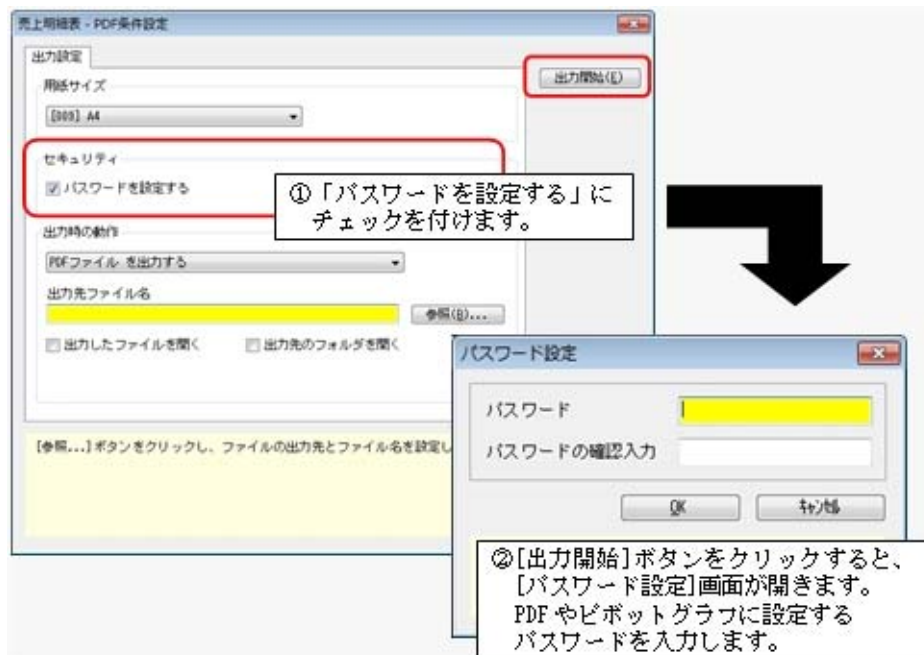 売上明細表 - PDF条件設定
出力設定
出力開始(E)
用紙サイズ
[009] A4
セキュリティ
パスワードを設定する
①「パスワードを設定する」に
チェックを付けます。
出力時の動作
PDFファイル を出力する
出力先ファイル名
参照(B)...
出力したファイルを開く
出力先のフォルダを開く
[参照...]ボタンをクリックし、ファイルの出力先とファイル名を設定し
パスワード設定
パスワード
パスワードの確認入力
OK
キャンセル
②[出力開始]ボタンをクリックすると、
[パスワード設定]画面が開きます。
PDFやピボットグラフに設定する
パスワードを入力します。